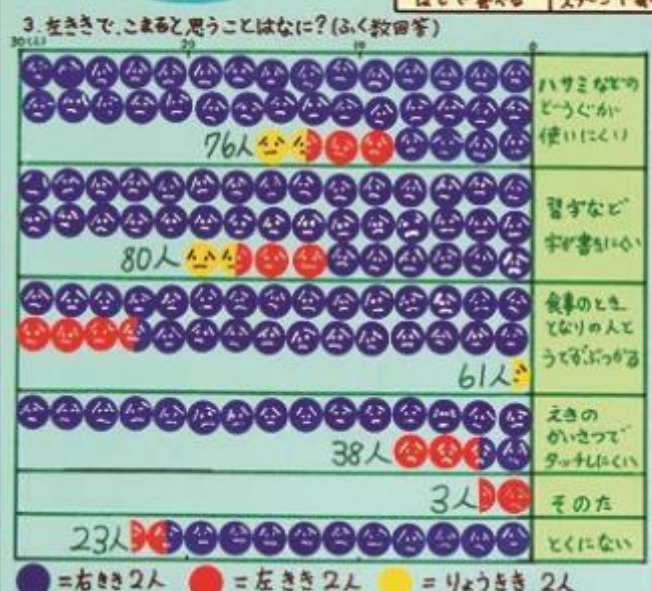 3.左ききで、こまると思うことはなに?(ふく数回答)
30(人) 20 10 0
ハサミなどの
どうぐが
使いにくい
76人
習字など
字が書きにくい
80人
食事のとき、
となりの人と
うでがぶつかる
61人
えきの
かいさつで
タッチしにくい
38人
3人 そのた
23人 とくにない
=右きき2人 =左きき2人 =りょうきき2人